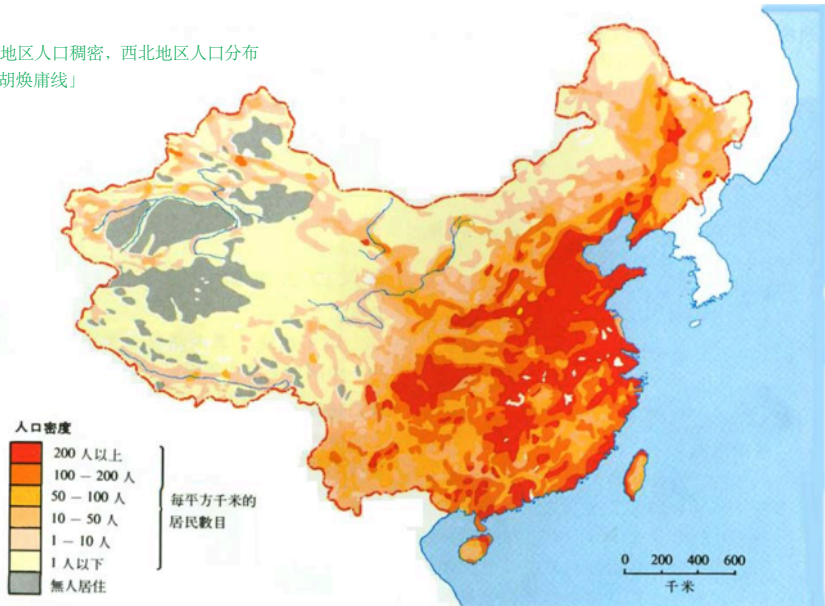 地区人口稠密，西北地区人口分布
胡焕庸线」
人口密度
200 人以上
100 — 200 人
50 — 100 人
10 — 50 人
1 — 10 人
1 人以下
無人居住
每平方千米的
居民數目
0 200 400 600
千米